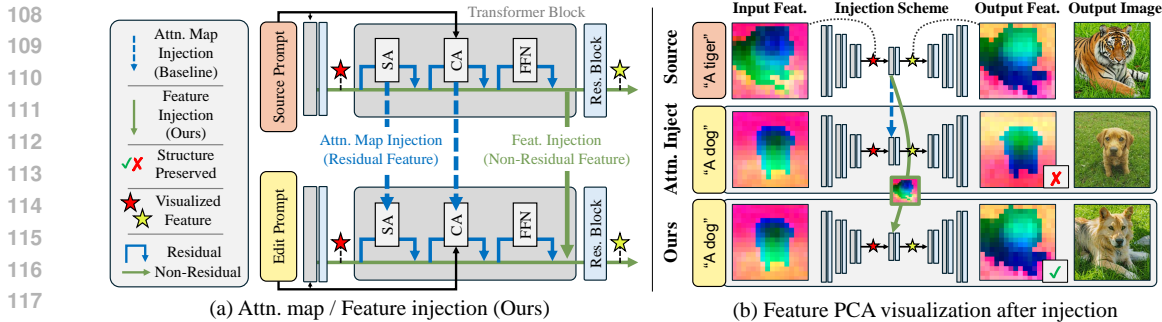 108
109
110
111
112
113
114
115
116
117
Attn. Map
Injection
(Baseline)
Feature
Injection
(Ours)
Structure
Preserved
Visualized
Feature
Residual
Non-Residual
Source Prompt
Transformer Block
SA
CA
FFN
Res. Block
Attn. Map Injection
(Residual Feature)
Feat. Injection
(Non-Residual Feature)
Edit Prompt
SA
CA
FFN
Res. Block
(a) Attn. map / Feature injection (Ours)
Input Feat.
Injection Scheme
Output Feat.
Output Image
Source
"A tiger"
Attn. Inject
"A dog"
Ours
"A dog"
(b) Feature PCA visualization after injection